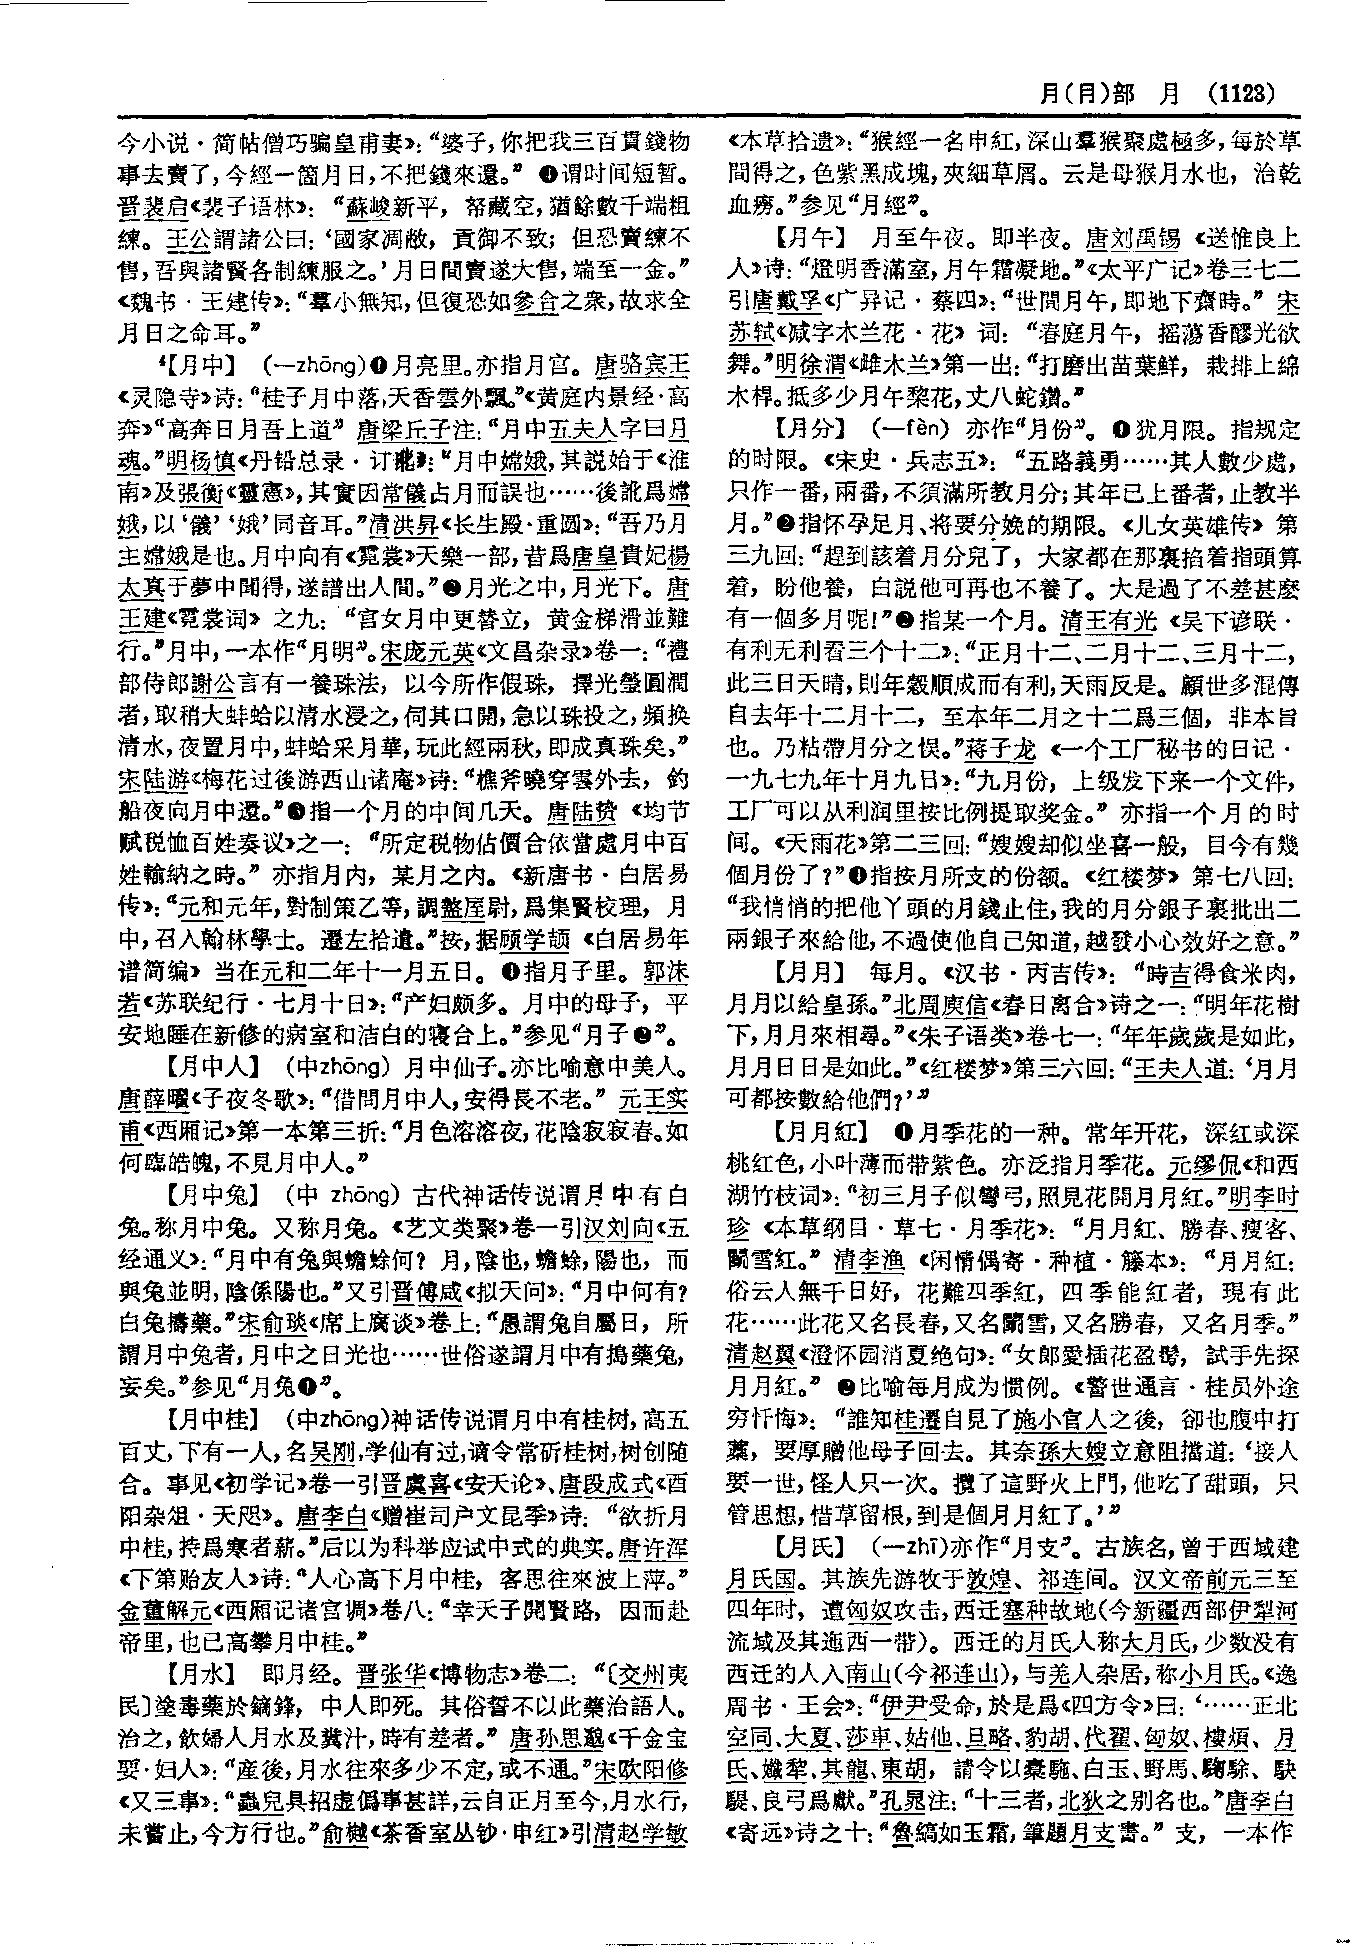 月(月)部　月　(1123)
今小说·简帖僧巧骗皇甫妻》：“婆子，你把我三百貫錢物
事去賣了，今經一箇月日，不把錢來還。” ❹谓时间短暂。
晋裴启《裴子语林》：“蘇峻新平，帑藏空，猶餘數千端粗
練。王公謂諸公曰：‘國家凋敝，貢御不致；但恐賣練不
售，吾與諸賢各制練服之。’月日間賣遂大售，端至一金。”
《魏书·王建传》：“羣小無知，但復恐如參合之衆，故求全
月日之命耳。”
⁴【月中】 (—zhōng)❶月亮里。亦指月宫。唐骆宾王
《灵隐寺》诗：“桂子月中落，天香雲外飄。”《黄庭内景经·高
奔》“高奔日月吾上道” 唐梁丘子注：“月中五夫人字曰月
魂。”明杨慎《丹铅总录·订讹》：“月中嫦娥，其説始于《淮
南》及張衡《靈憲》，其實因常儀占月而誤也……後訛爲嫦
娥，以‘儀’‘娥’同音耳。”清洪昇《长生殿·重圆》：“吾乃月
主嫦娥是也。月中向有《霓裳》天樂一部，昔爲唐皇貴妃楊
太真于夢中聞得，遂譜出人間。”❷月光之中，月光下。唐
王建《霓裳词》之九：“宫女月中更替立，黄金梯滑並難
行。”月中，一本作“月明”。宋庞元英《文昌杂录》卷一：“禮
部侍郎謝公言有一養珠法，以今所作假珠，擇光瑩圓潤
者，取稍大蚌蛤以清水浸之，伺其口開，急以珠投之，頻换
清水，夜置月中，蚌蛤采月華，玩此經兩秋，即成真珠矣，”
宋陆游《梅花过後游西山诸庵》诗：“樵斧曉穿雲外去，釣
船夜向月中還。”❸指一个月的中间几天。唐陆贽《均节
赋税恤百姓奏议》之一：“所定税物估價合依當處月中百
姓輸納之時。” 亦指月内，某月之内。《新唐书·白居易
传》：“元和元年，對制策乙等，調盩厔尉，爲集賢校理，月
中，召入翰林學士。遷左拾遺。”按，据顾学颉《白居易年
谱简编》当在元和二年十一月五日。❹指月子里。郭沫
若《苏联纪行·七月十日》：“产妇颇多。月中的母子，平
安地睡在新修的病室和洁白的寝台上。”参见“月子❷”。
【月中人】 (中zhōng) 月中仙子。亦比喻意中美人。
唐薛曜《子夜冬歌》：“借問月中人，安得長不老。” 元王实
甫《西厢记》第一本第三折：“月色溶溶夜，花陰寂寂春。如
何臨皓魄，不見月中人。”
【月中兔】 (中 zhōng) 古代神话传说谓月中有白
兔。称月中兔。又称月兔。《艺文类聚》卷一引汉刘向《五
经通义》：“月中有兔與蟾蜍何？月，陰也，蟾蜍，陽也，而
與兔並明，陰係陽也。”又引晋傅咸《拟天问》：“月中何有？
白兔擣藥。”宋俞琰《席上腐谈》卷上：“愚謂兔自屬日，所
謂月中兔者，月中之日光也……世俗遂謂月中有搗藥兔，
妄矣。”参见“月兔❶”。
【月中桂】 (中zhōng)神话传说谓月中有桂树，高五
百丈，下有一人，名吴刚，学仙有过，谪令常斫桂树，树创随
合。事见《初学记》卷一引晋虞喜《安天论》、唐段成式《酉
阳杂俎·天咫》。唐李白《赠崔司户文昆季》诗：“欲折月
中桂，持爲寒者薪。”后以为科举应试中式的典实。唐许浑
《下第贻友人》诗：“人心高下月中桂，客思往來波上萍。”
金董解元《西厢记诸宫调》卷八：“幸天子開賢路，因而赴
帝里，也已高攀月中桂。”
【月水】 即月经。晋张华《博物志》卷二：“〔交州夷
民〕塗毒藥於鏑鋒，中人即死。其俗誓不以此藥治語人。
治之，飲婦人月水及糞汁，時有差者。” 唐孙思邈《千金宝
要·妇人》：“産後，月水往來多少不定，或不通。”宋欧阳修
《又三事》：“蟲兒具招虚僞事甚詳，云自正月至今，月水行，
未嘗止，今方行也。”俞樾《茶香室丛钞·申红》引清赵学敏
《本草拾遗》：“猴經一名申紅，深山羣猴聚處極多，每於草
間得之，色紫黑成塊，夾細草屑。云是母猴月水也，治乾
血癆。”参见“月經”。
【月午】 月至午夜。即半夜。唐刘禹锡《送惟良上
人》诗：“燈明香滿室，月午霜凝地。”《太平广记》卷三七二
引唐戴孚《广异记·蔡四》：“世間月午，即地下齋時。” 宋
苏轼《减字木兰花·花》词：“春庭月午，摇蕩香醪光欲
舞。”明徐渭《雌木兰》第一出：“打磨出苗葉鮮，栽排上綿
木桿。抵多少月午梨花，丈八蛇鑽。”
【月分】 (—fèn) 亦作“月份”。❶犹月限。指规定
的时限。《宋史·兵志五》：“五路義勇……其人數少處，
只作一番，兩番，不須滿所教月分；其年已上番者，止教半
月。”❷指怀孕足月、将要分娩的期限。《儿女英雄传》第
三九回：“趕到該着月分兒了，大家都在那裏掐着指頭算
着，盼他養，白説他可再也不養了。大是過了不差甚麽
有一個多月呢！”❸指某一个月。清王有光《吴下谚联·
有利无利看三个十二》：“正月十二、二月十二、三月十二，
此三日天晴，則年穀順成而有利，天雨反是。顧世多混傳
自去年十二月十二，至本年二月之十二爲三個，非本旨
也。乃粘帶月分之悮。”蒋子龙《一个工厂秘书的日记·
一九七九年十月九日》：“九月份，上级发下来一个文件，
工厂可以从利润里按比例提取奖金。” 亦指一个月的时
间。《天雨花》第二三回：“嫂嫂却似坐喜一般，目今有幾
個月份了？”❹指按月所支的份额。《红楼梦》第七八回：
“我悄悄的把他丫頭的月錢止住，我的月分銀子裏批出二
兩銀子來給他，不過使他自己知道，越發小心效好之意。”
【月月】 每月。《汉书·丙吉传》：“時吉得食米肉，
月月以給皇孫。”北周庾信《春日离合》诗之一：“明年花樹
下，月月來相尋。”《朱子语类》卷七一：“年年歲歲是如此，
月月日日是如此。”《红楼梦》第三六回：“王夫人道：‘月月
可都按數給他們？’”
【月月紅】 ❶月季花的一种。常年开花，深红或深
桃红色，小叶薄而带紫色。亦泛指月季花。元缪侃《和西
湖竹枝词》：“初三月子似彎弓，照見花開月月紅。”明李时
珍《本草纲目·草七·月季花》：“月月紅、勝春、瘦客、
鬭雪紅。” 清李渔《闲情偶寄·种植·藤本》：“月月紅：
俗云人無千日好，花難四季紅，四季能紅者，現有此
花……此花又名長春，又名鬭雪，又名勝春，又名月季。”
清赵翼《澄怀园消夏绝句》：“女郎愛插花盈髩，試手先探
月月紅。” ❷比喻每月成为惯例。《警世通言·桂员外途
穷忏悔》：“誰知桂遷自見了施小官人之後，卻也腹中打
藁，要厚贈他母子回去。其奈孫大嫂立意阻擋道：‘接人
要一世，怪人只一次。攬了這野火上門，他吃了甜頭，只
管思想，惜草留根，到是個月月紅了。’”
【月氏】 (—zhī)亦作“月支”。古族名，曾于西域建
月氏国。其族先游牧于敦煌、祁连间。汉文帝前元三至
四年时，遭匈奴攻击，西迁塞种故地(今新疆西部伊犁河
流域及其迤西一带)。西迁的月氏人称大月氏，少数没有
西迁的人入南山(今祁连山)，与羌人杂居，称小月氏。《逸
周书·王会》：“伊尹受命，於是爲《四方令》曰：‘……正北
空同、大夏、莎車、姑他、旦略、豹胡、代翟、匈奴、樓煩、月
氏、孅犂、其龍、東胡，請令以橐駞、白玉、野馬、騊駼、駃
騠、良弓爲獻。”孔晁注：“十三者，北狄之别名也。”唐李白
《寄远》诗之十：“魯縞如玉霜，筆題月支書。” 支，一本作